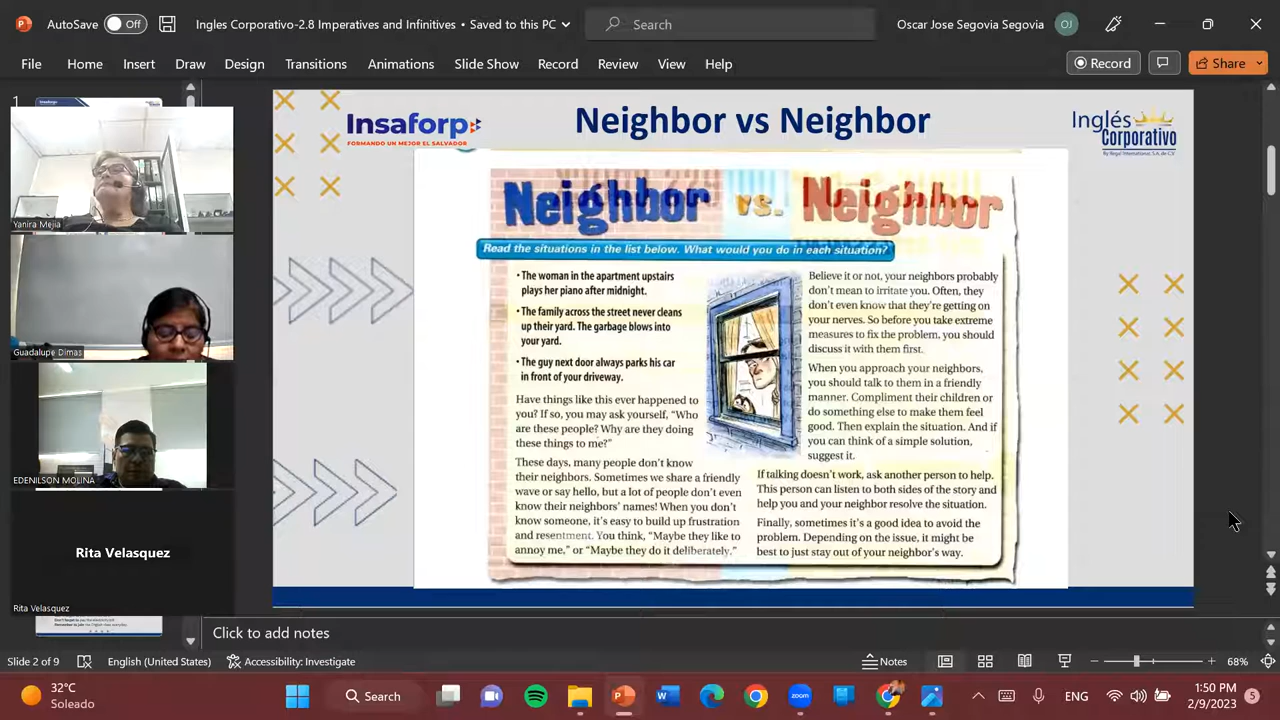 AutoSave Off Ingles Corporativo-2.8 Imperatives and Infinitives • Saved to this PC Search Oscar Jose Segovia Segovia OJ
File Home Insert Draw Design Transitions Animations Slide Show Record Review View Help Record Share
1
Yanira Mejia
Guadalupe Dimas
EDENILSON MOLINA
Rita Velasquez
Rita Velasquez
Insaforp
FORMANDO UN MEJOR EL SALVADOR
Neighbor vs Neighbor
Inglés
Corporativo
Neighbor vs. Neighbor
Read the situations in the list below. What would you do in each situation?
• The woman in the apartment upstairs
plays her piano after midnight.
• The family across the street never cleans
up their yard. The garbage blows into
your yard.
• The guy next door always parks his car
in front of your driveway.
Have things like this ever happened to
you? If so, you may ask yourself, "Who
are these people? Why are they doing
these things to me?"
These days, many people don't know
their neighbors. Sometimes we share a friendly
wave or say hello, but a lot of people don't even
know their neighbors' names! When you don't
know someone, it's easy to build up frustration
and resentment. You think, "Maybe they like to
annoy me," or "Maybe they do it deliberately."
Believe it or not, your neighbors probably
don't mean to irritate you. Often, they
don't even know that they're getting on
your nerves. So before you take extreme
measures to fix the problem, you should
discuss it with them first.
When you approach your neighbors,
you should talk to them in a friendly
manner. Compliment their children or
do something else to make them feel
good. Then explain the situation. And if
you can think of a simple solution,
suggest it.
If talking doesn't work, ask another person to help.
This person can listen to both sides of the story and
help you and your neighbor resolve the situation.
Finally, sometimes it's a good idea to avoid the
problem. Depending on the issue, it might be
best to just stay out of your neighbor's way.
Click to add notes
Slide 2 of 9 English (United States) Accessibility: Investigate Notes 68%
32°C
Soleado
Search
ENG
1:50 PM
2/9/2023
5